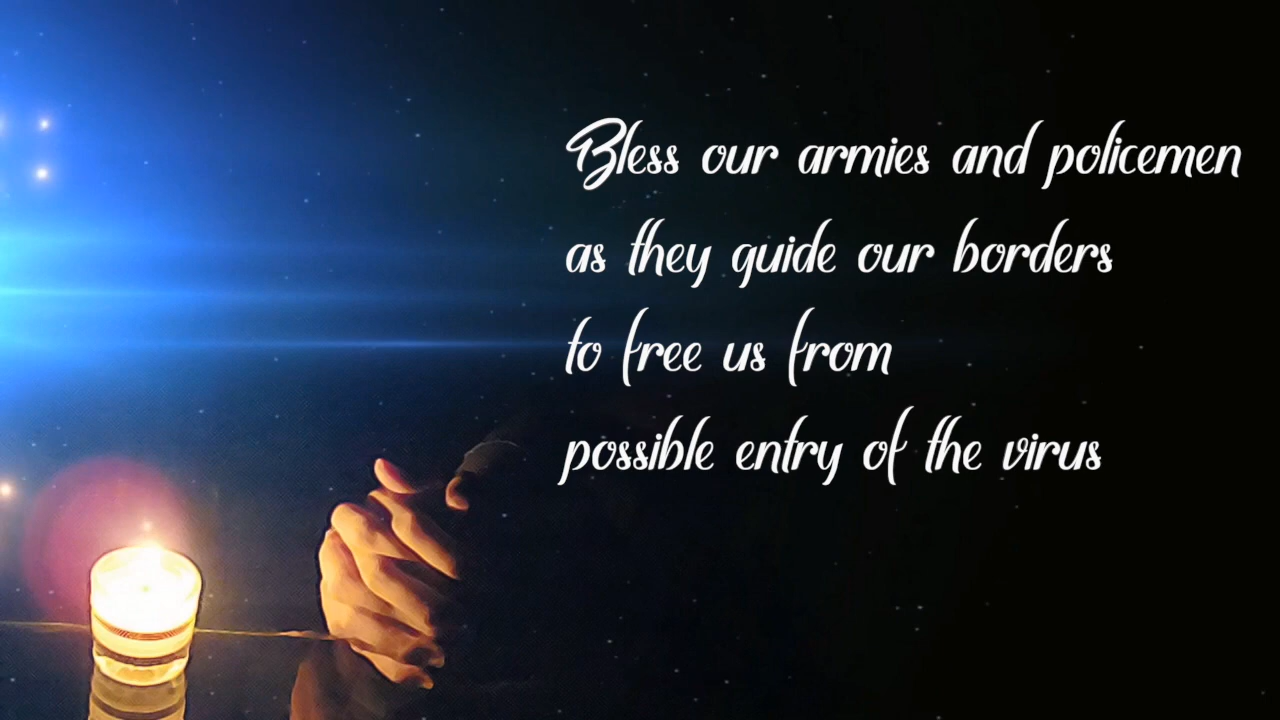 Bless our armies and policemen
as they guide our borders
to free us from
possible entry of the virus